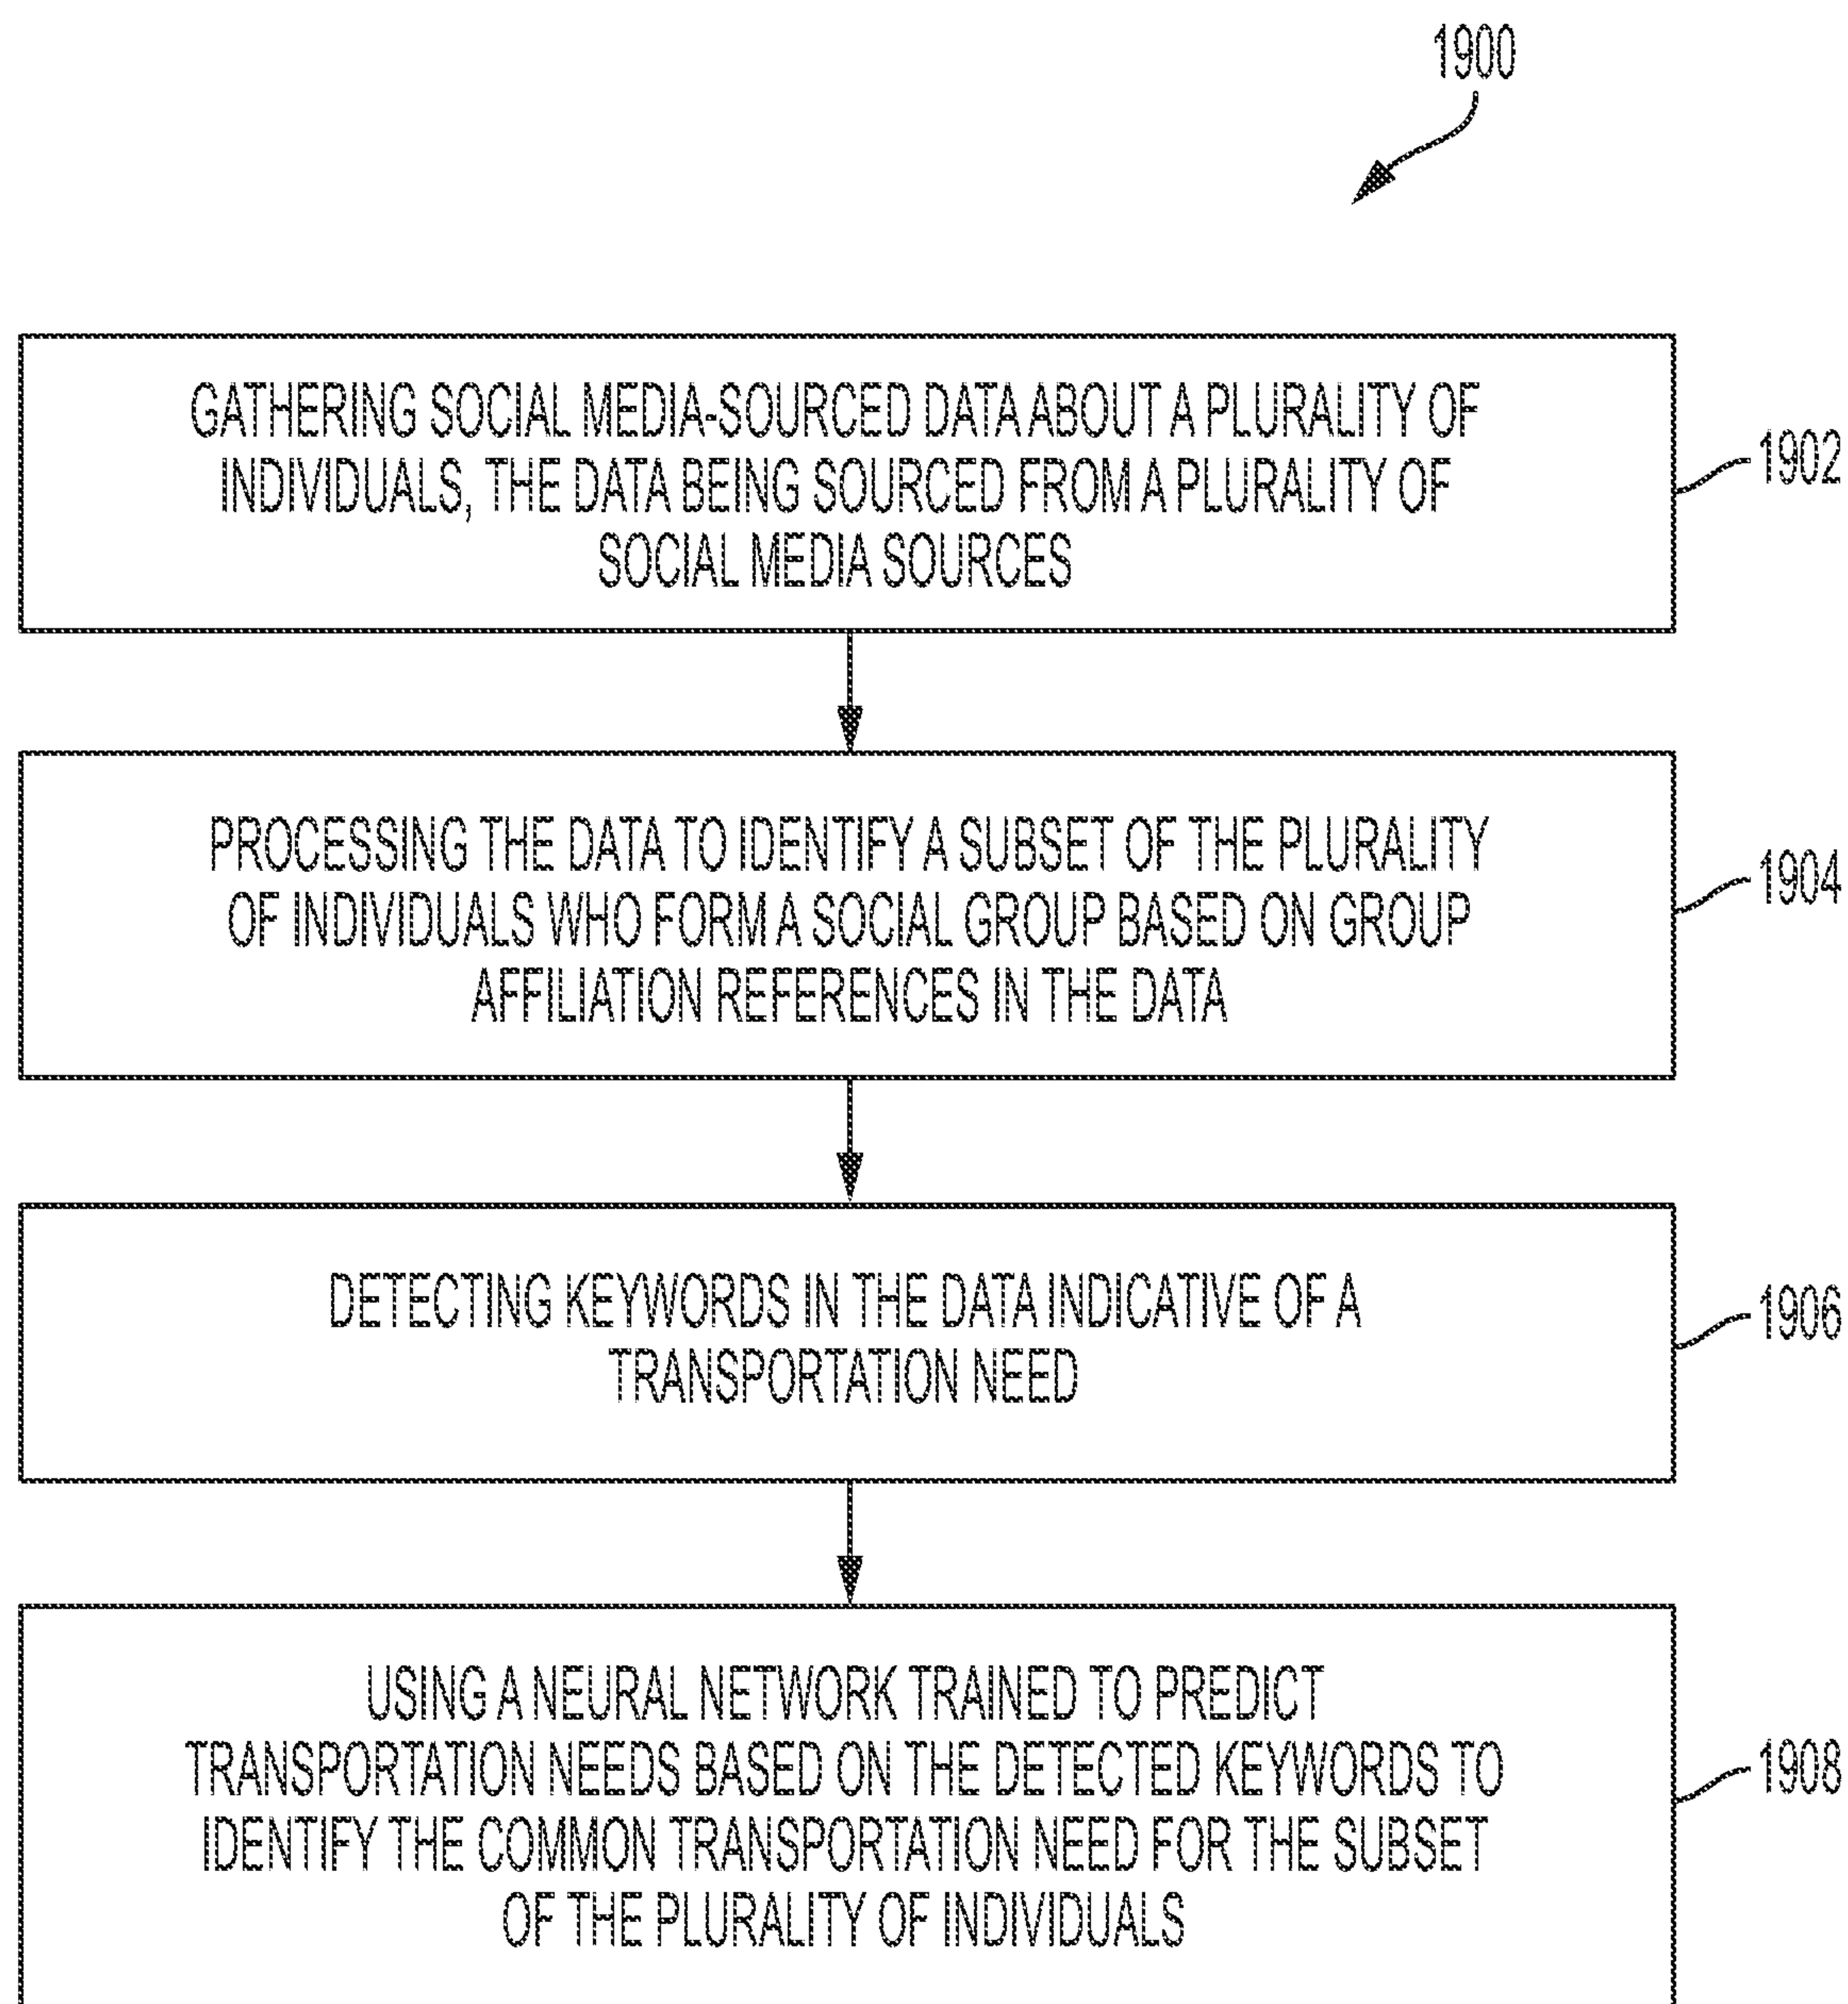 1900
GATHERING SOCIAL MEDIA-SOURCED DATA ABOUT A PLURALITY OF
INDIVIDUALS, THE DATA BEING SOURCED FROM A PLURALITY OF
SOCIAL MEDIA SOURCES
1902
PROCESSING THE DATA TO IDENTIFY A SUBSET OF THE PLURALITY
OF INDIVIDUALS WHO FORM A SOCIAL GROUP BASED ON GROUP
AFFILIATION REFERENCES IN THE DATA
1904
DETECTING KEYWORDS IN THE DATA INDICATIVE OF A
TRANSPORTATION NEED
1906
USING A NEURAL NETWORK TRAINED TO PREDICT
TRANSPORTATION NEEDS BASED ON THE DETECTED KEYWORDS TO
IDENTIFY THE COMMON TRANSPORTATION NEED FOR THE SUBSET
OF THE PLURALITY OF INDIVIDUALS
1908